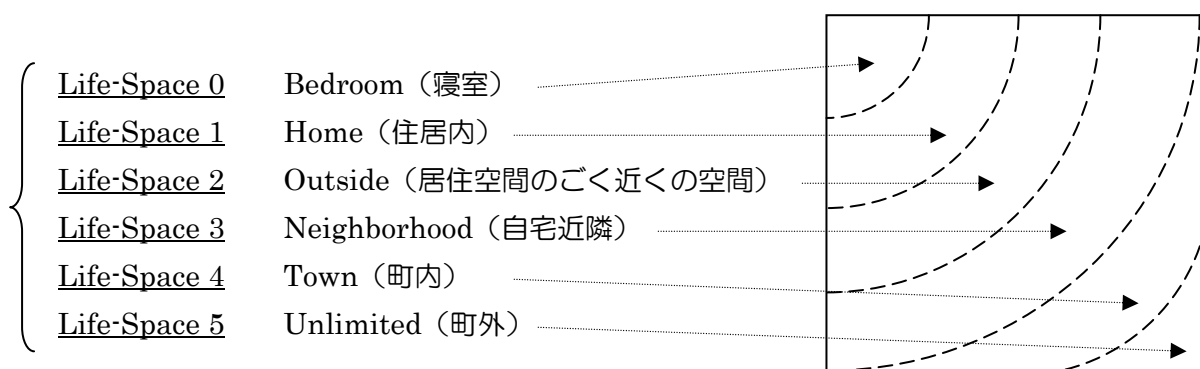 Life-Space 0 Bedroom（寝室）
Life-Space 1 Home（住居内）
Life-Space 2 Outside（居住空間のごく近くの空間）
Life-Space 3 Neighborhood（自宅近隣）
Life-Space 4 Town（町内）
Life-Space 5 Unlimited（町外）